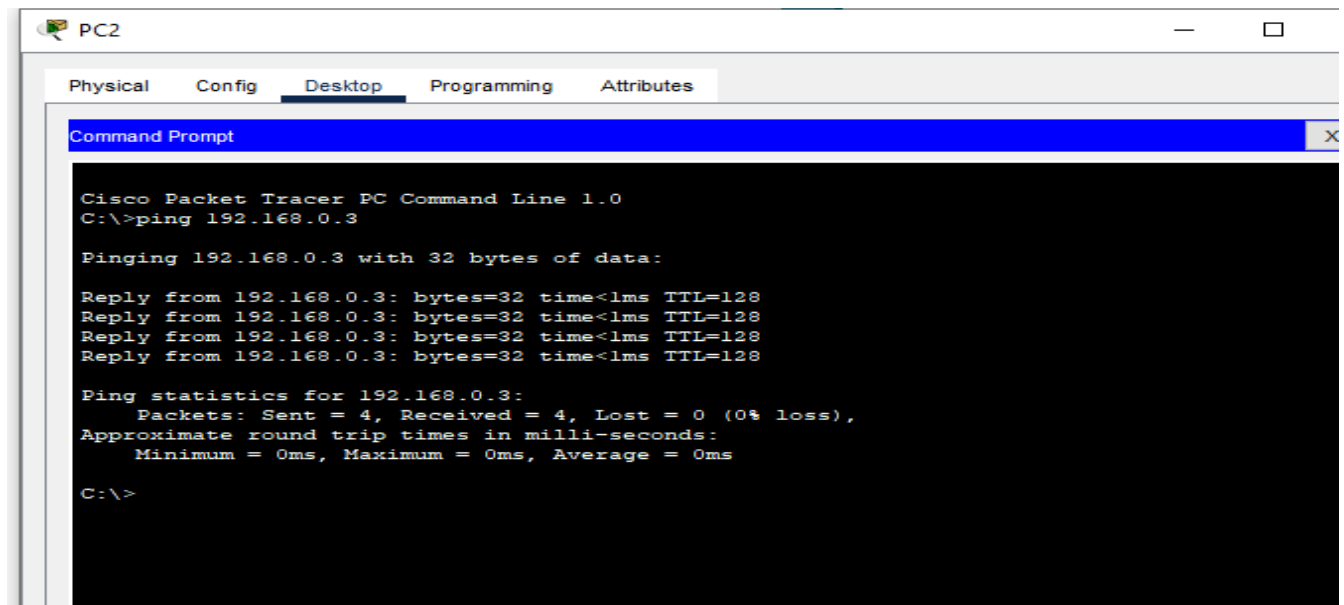 PC2
Physical Config Desktop Programming Attributes
Command Prompt
X
Cisco Packet Tracer PC Command Line 1.0
C:\>ping 192.168.0.3
Pinging 192.168.0.3 with 32 bytes of data:
Reply from 192.168.0.3: bytes=32 time<1ms TTL=128
Reply from 192.168.0.3: bytes=32 time<1ms TTL=128
Reply from 192.168.0.3: bytes=32 time<1ms TTL=128
Reply from 192.168.0.3: bytes=32 time<1ms TTL=128
Ping statistics for 192.168.0.3:
Packets: Sent = 4, Received = 4, Lost = 0 (0% loss),
Approximate round trip times in milli-seconds:
Minimum = 0ms, Maximum = 0ms, Average = 0ms
C:\>